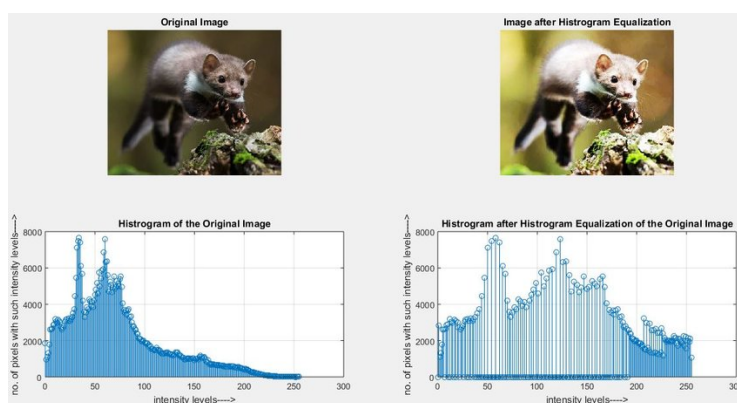 Original Image
Image after Histrogram Equalization
Histrogram of the Original Image
no. of pixels with such intensity levels---->
8000
6000
4000
2000
0
0 50 100 150 200 250 300
intensity levels---->
Histrogram after Histrogram Equalization of the Original Image
no. of pixels with such intensity levels---->
8000
6000
4000
2000
0
0 50 100 150 200 250 300
intensity levels---->